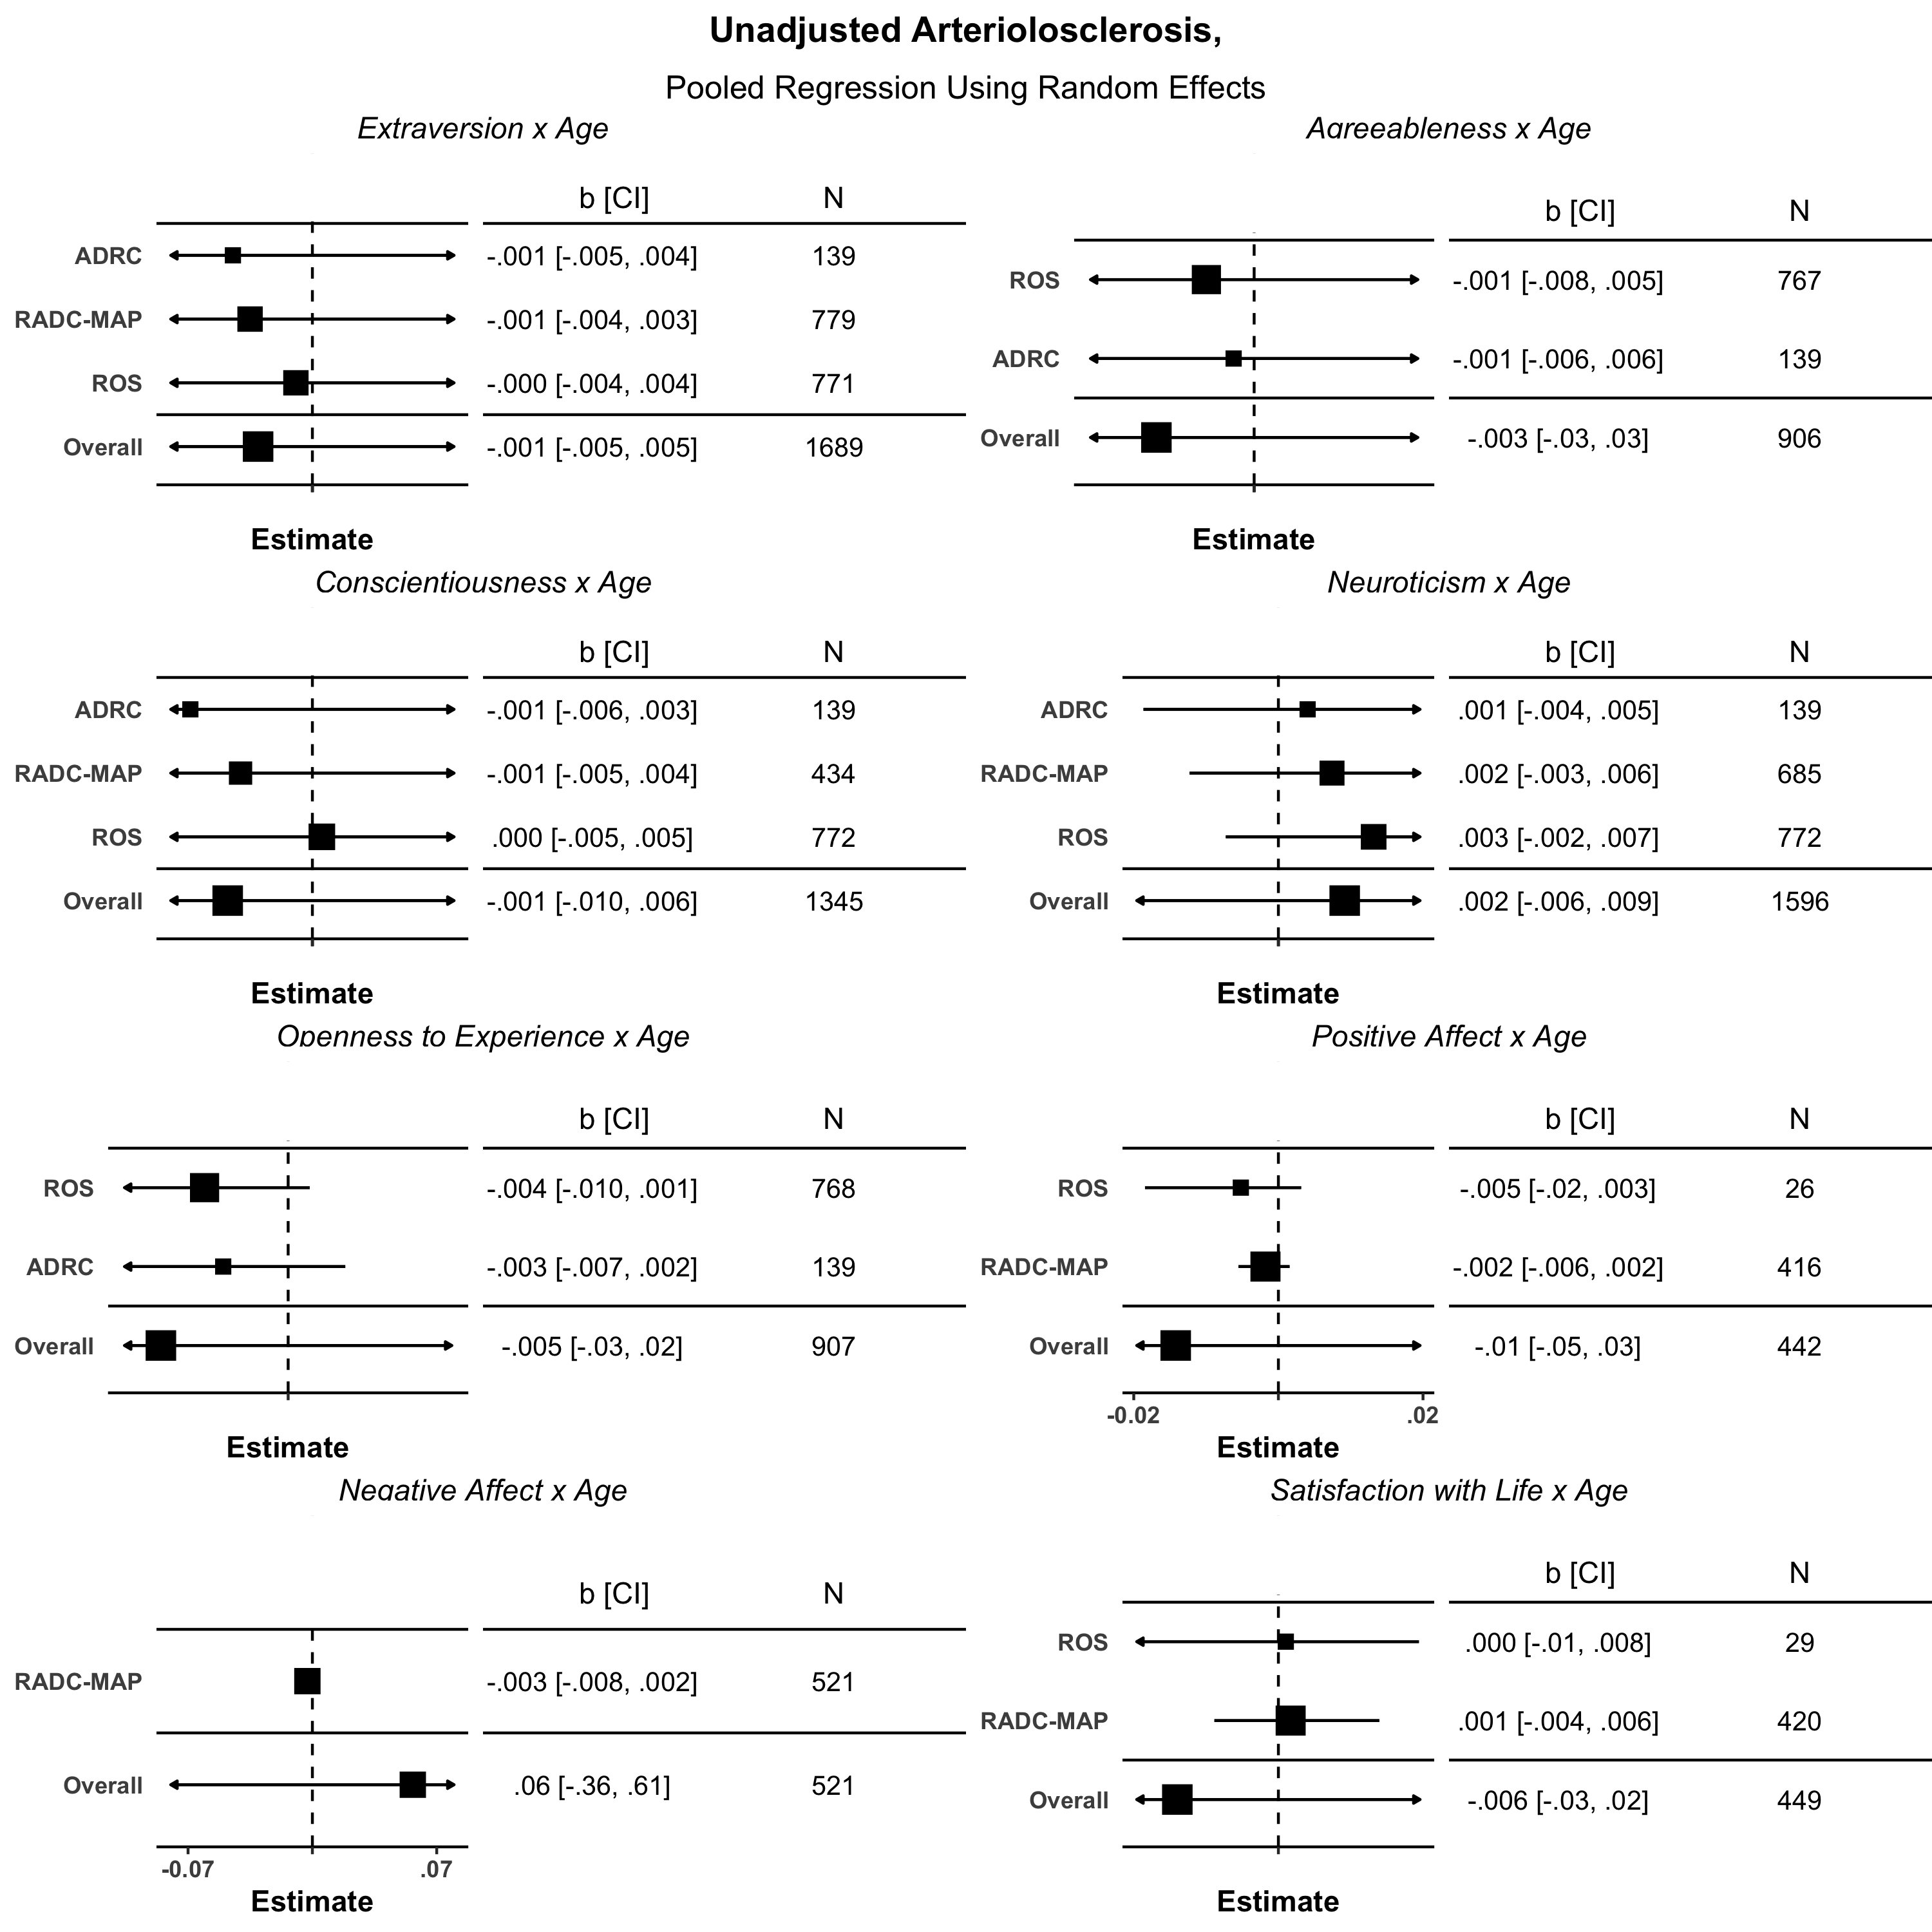 Unadjusted Arteriolosclerosis,
Pooled Regression Using Random Effects
Extraversion x Age
b [CI] N
ADRC -.001 [-.005, .004] 139
RADC-MAP -.001 [-.004, .003] 779
ROS -.000 [-.004, .004] 771
Overall -.001 [-.005, .005] 1689
Estimate
Agreeableness x Age
b [CI] N
ROS -.001 [-.008, .005] 767
ADRC -.001 [-.006, .006] 139
Overall -.003 [-.03, .03] 906
Estimate
Conscientiousness x Age
b [CI] N
ADRC -.001 [-.006, .003] 139
RADC-MAP -.001 [-.005, .004] 434
ROS .000 [-.005, .005] 772
Overall -.001 [-.010, .006] 1345
Estimate
Neuroticism x Age
b [CI] N
ADRC .001 [-.004, .005] 139
RADC-MAP .002 [-.003, .006] 685
ROS .003 [-.002, .007] 772
Overall .002 [-.006, .009] 1596
Estimate
Openness to Experience x Age
b [CI] N
ROS -.004 [-.010, .001] 768
ADRC -.003 [-.007, .002] 139
Overall -.005 [-.03, .02] 907
Estimate
Positive Affect x Age
b [CI] N
ROS -.005 [-.02, .003] 26
RADC-MAP -.002 [-.006, .002] 416
Overall -.01 [-.05, .03] 442
-0.02 .02
Estimate
Negative Affect x Age
b [CI] N
RADC-MAP -.003 [-.008, .002] 521
Overall .06 [-.36, .61] 521
-0.07 .07
Estimate
Satisfaction with Life x Age
b [CI] N
ROS .000 [-.01, .008] 29
RADC-MAP .001 [-.004, .006] 420
Overall -.006 [-.03, .02] 449
Estimate